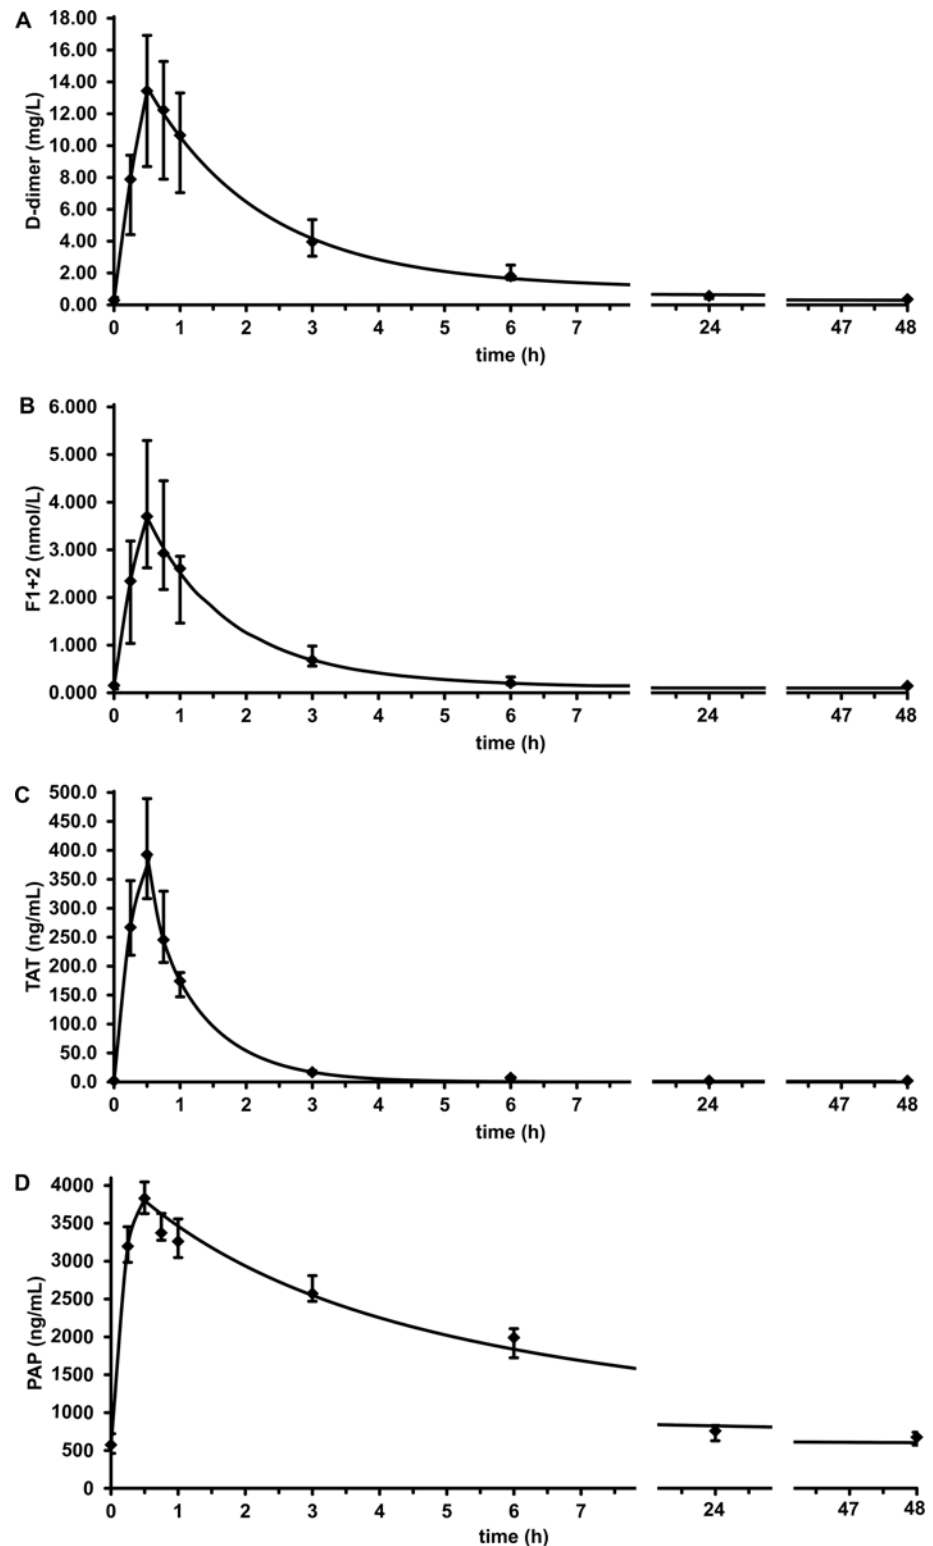 A
D-dimer (mg/L)
18.00
16.00
14.00
12.00
10.00
8.00
6.00
4.00
2.00
0.00
0 1 2 3 4 5 6 7 24 47 48
time (h)
B
F1+2 (nmol/L)
6.000
5.000
4.000
3.000
2.000
1.000
0.000
0 1 2 3 4 5 6 7 24 47 48
time (h)
C
TAT (ng/mL)
500.0
450.0
400.0
350.0
300.0
250.0
200.0
150.0
100.0
50.0
0.0
0 1 2 3 4 5 6 7 24 47 48
time (h)
D
PAP (ng/mL)
4000
3500
3000
2500
2000
1500
1000
500
0
0 1 2 3 4 5 6 7 24 47 48
time (h)